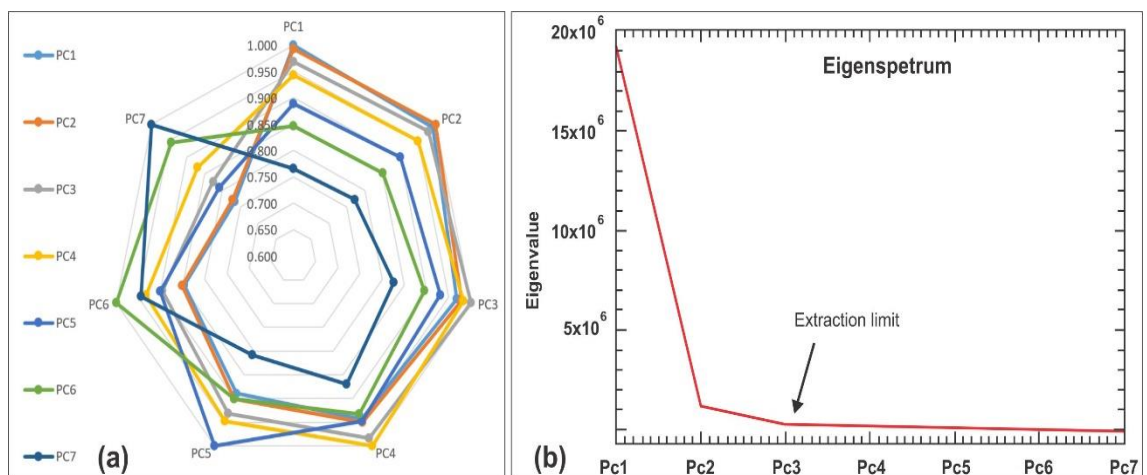 PC1
PC2
PC3
PC4
PC5
PC6
PC7
PC1
1.000
0.950
0.900
0.850
0.800
0.750
0.700
0.650
0.600
PC2
PC3
PC4
PC5
PC6
PC7
(a)
20x10⁶
15x10⁶
10x10⁶
5x10⁶
Eigenvalue
Eigenspetrum
Extraction limit
(b)
Pc1 Pc2 Pc3 Pc4 Pc5 Pc6 Pc7